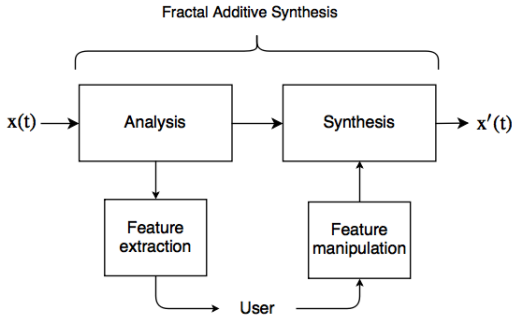 Fractal Additive Synthesis
x(t)
Analysis
Synthesis
x′(t)
Feature
extraction
Feature
manipulation
User